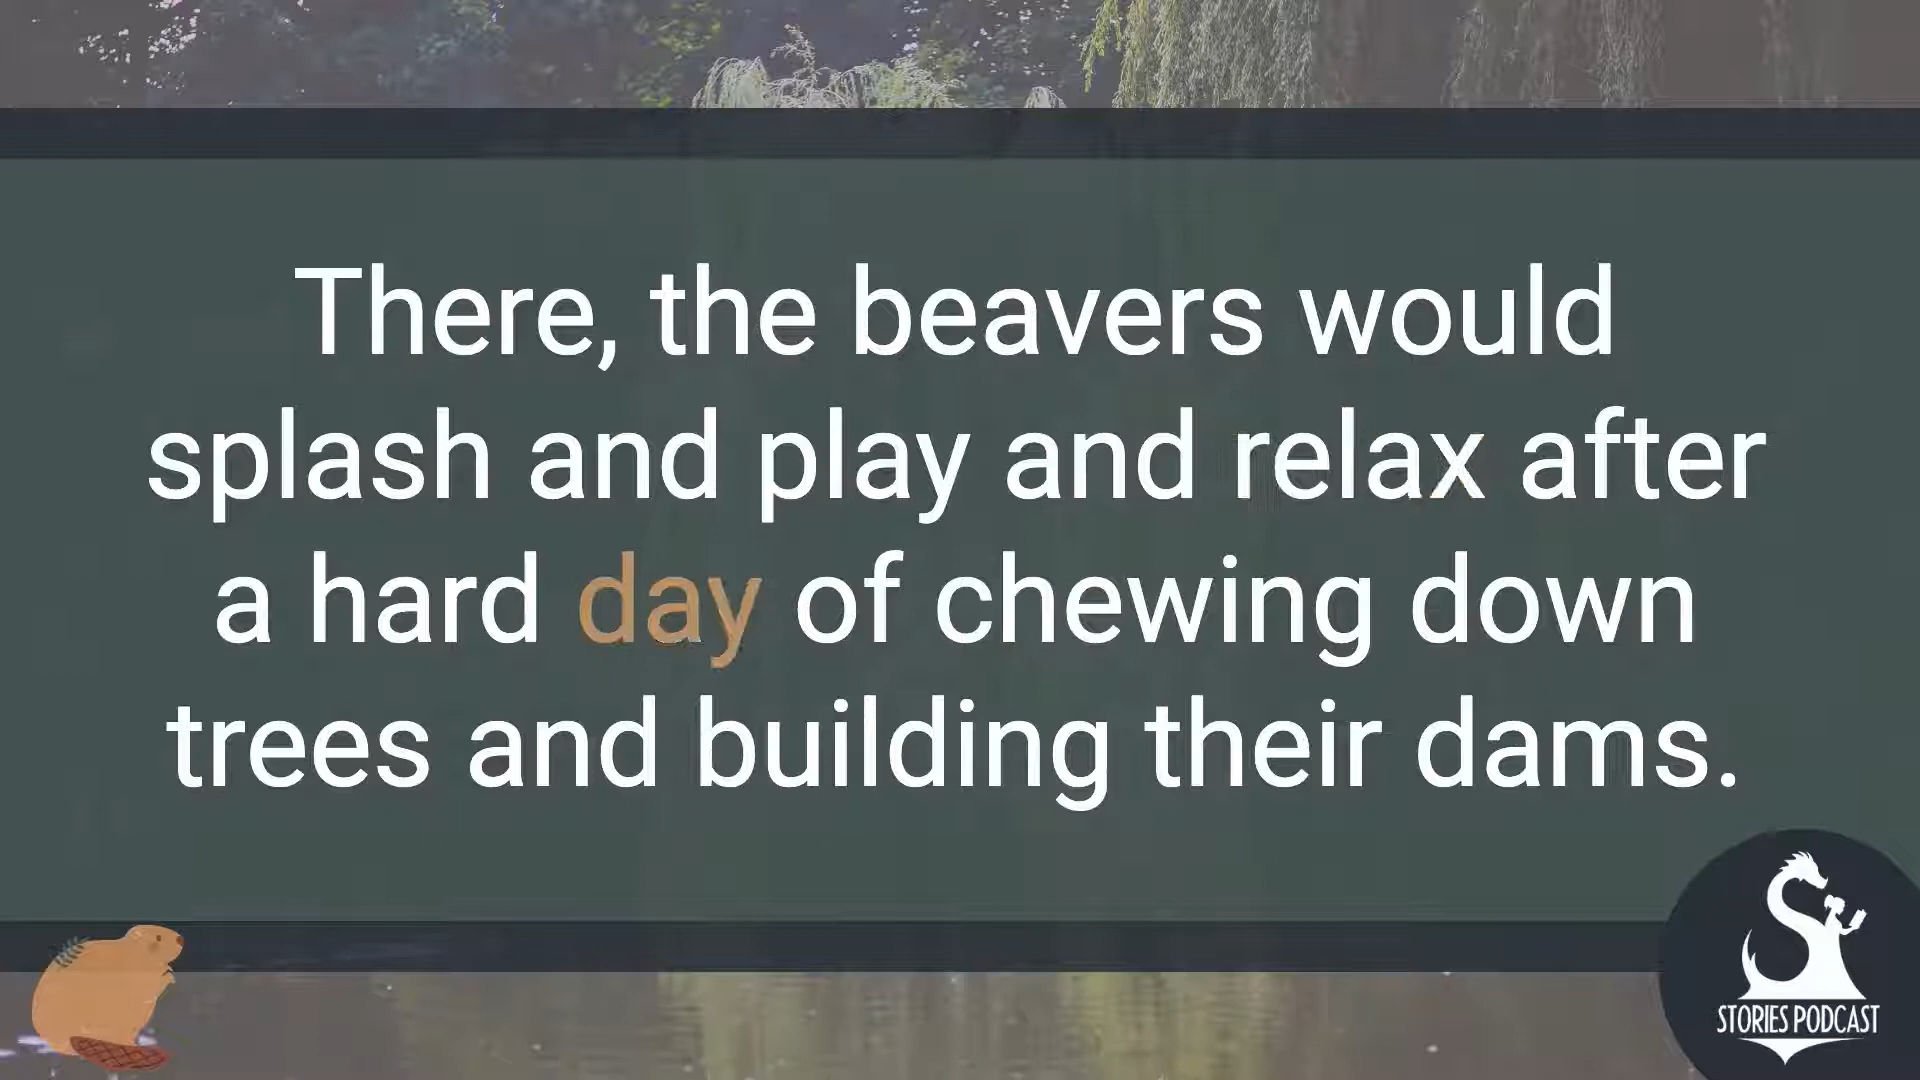 There, the beavers would
splash and play and relax after
a hard day of chewing down
trees and building their dams.
STORIES PODCAST